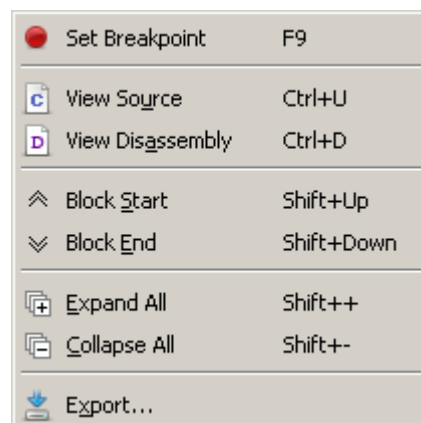 Set Breakpoint F9
C View Source Ctrl+U
D View Disassembly Ctrl+D
Block Start Shift+Up
Block End Shift+Down
Expand All Shift++
Collapse All Shift+-
Export...